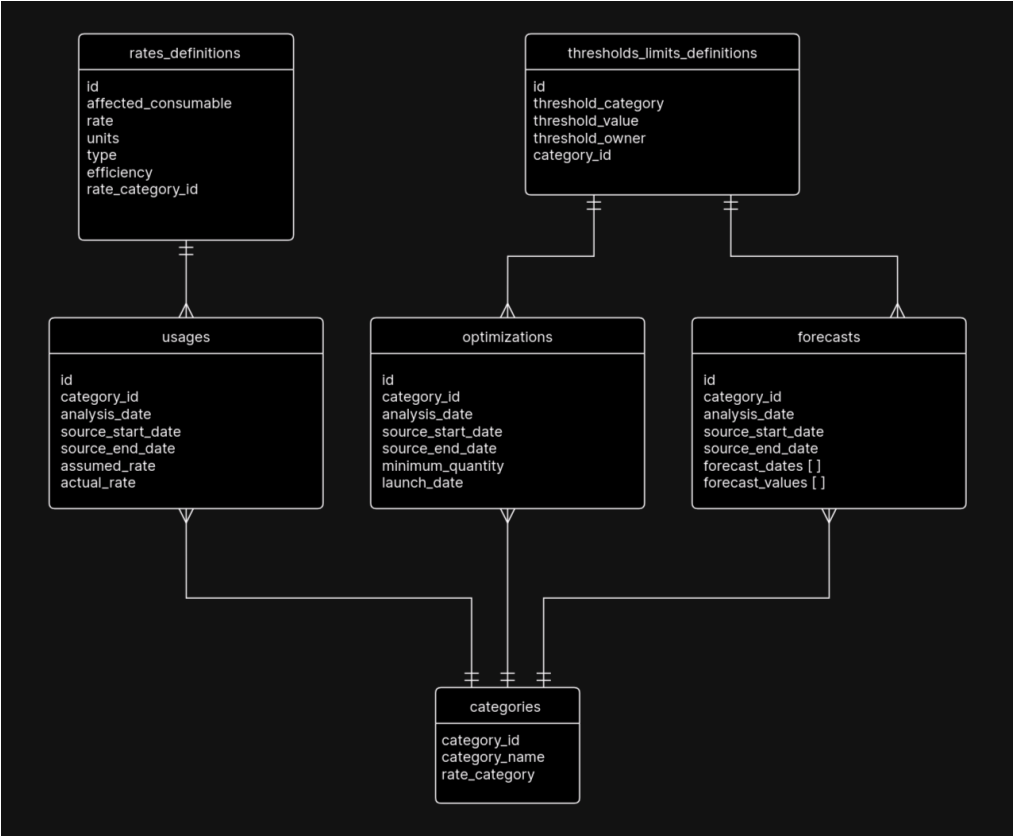 rates_definitions
id
affected_consumable
rate
units
type
efficiency
rate_category_id
thresholds_limits_definitions
id
threshold_category
threshold_value
threshold_owner
category_id
usages
id
category_id
analysis_date
source_start_date
source_end_date
assumed_rate
actual_rate
optimizations
id
category_id
analysis_date
source_start_date
source_end_date
minimum_quantity
launch_date
forecasts
id
category_id
analysis_date
source_start_date
source_end_date
forecast_dates [ ]
forecast_values [ ]
categories
category_id
category_name
rate_category